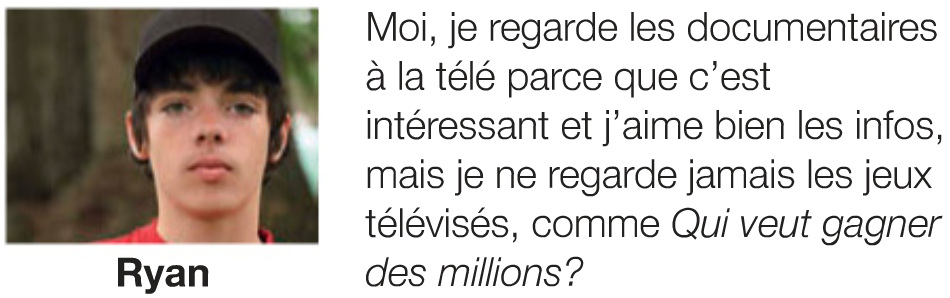 Moi, je regarde les documentaires
à la télé parce que c’est
intéressant et j’aime bien les infos,
mais je ne regarde jamais les jeux
télévisés, comme Qui veut gagner
des millions?
Ryan